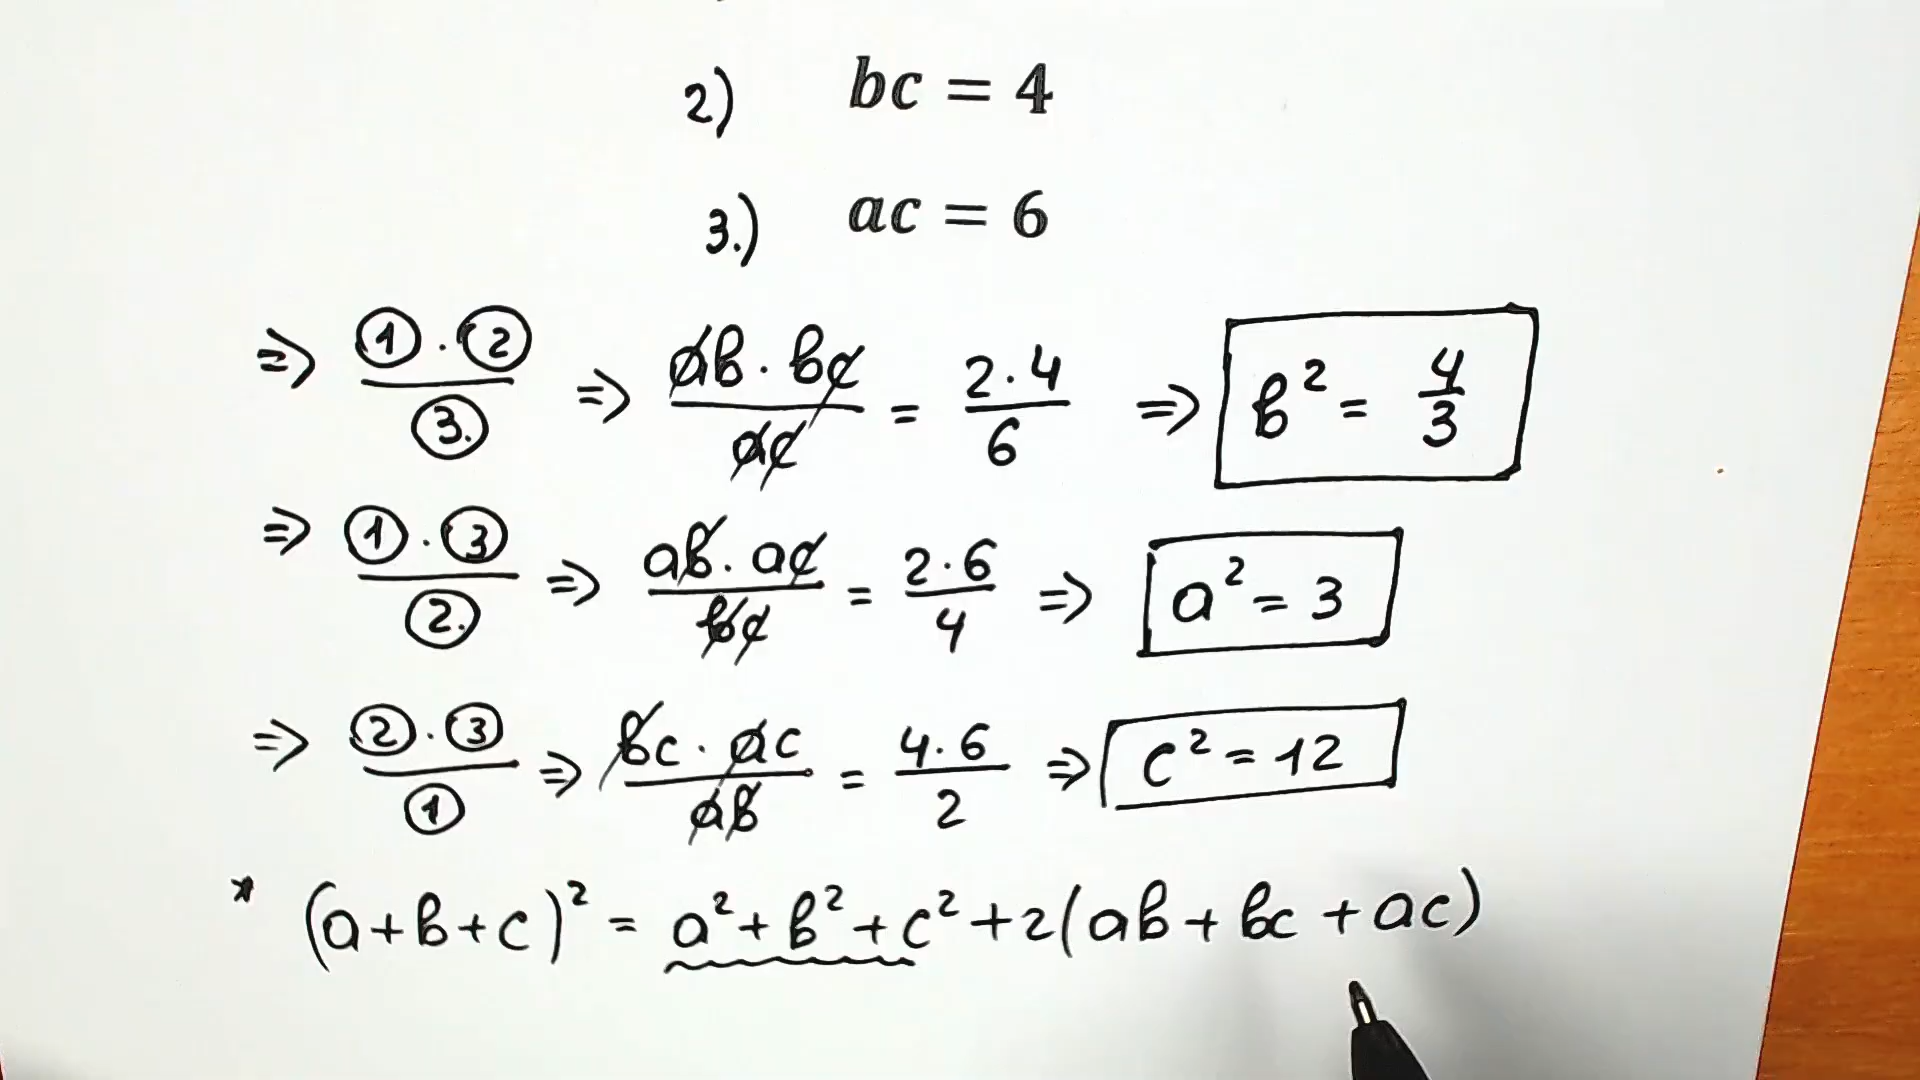 2) bc = 4
3.) ac = 6
=> (1)·(2)/(3.) => ab·bc/ac = 2·4/6 => b² = 4/3
=> (1)·(3)/(2.) => ab·ac/bc = 2·6/4 => a² = 3
=> (2)·(3)/(1) => bc·ac/ab = 4·6/2 => c² = 12
* (a+b+c)² = a²+b²+c²+2(ab+bc+ac)